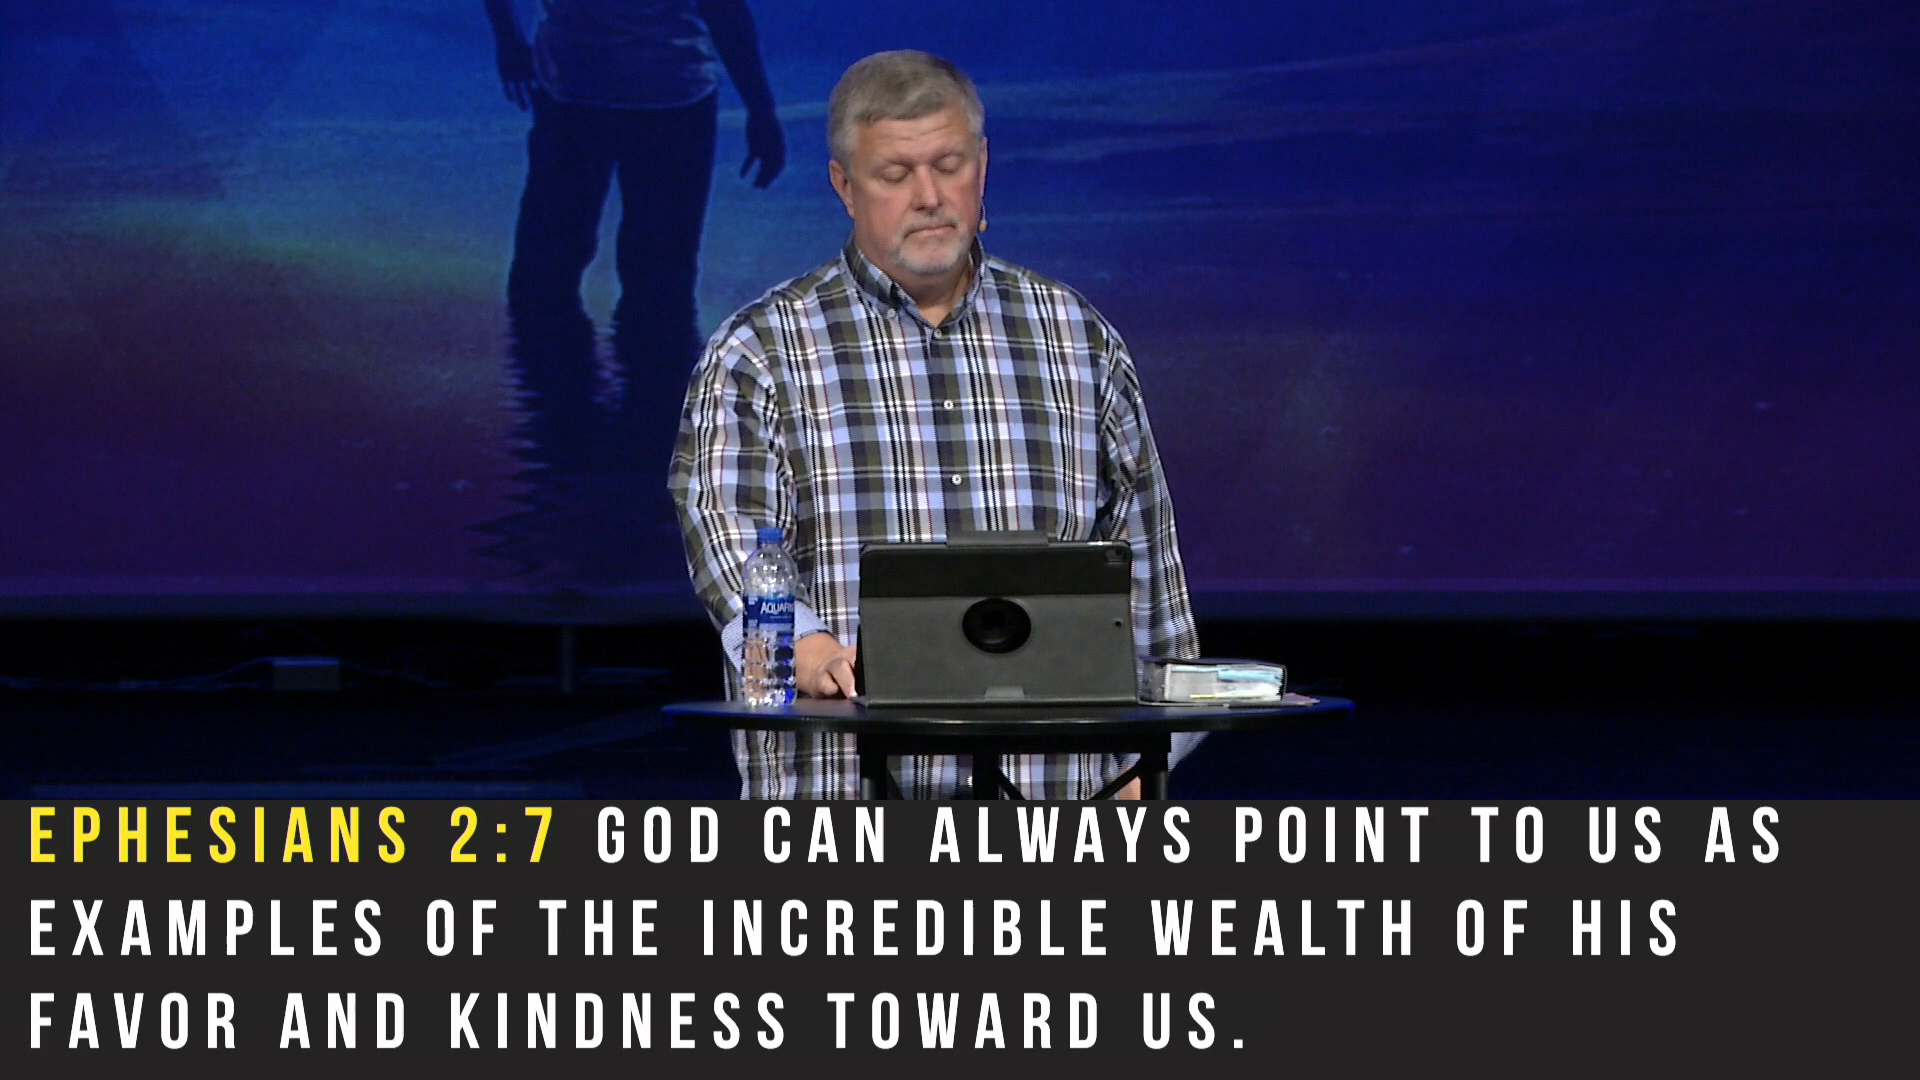 AQUAFI
EPHESIANS 2:7 GOD CAN ALWAYS POINT TO US AS
EXAMPLES OF THE INCREDIBLE WEALTH OF HIS
FAVOR AND KINDNESS TOWARD US.